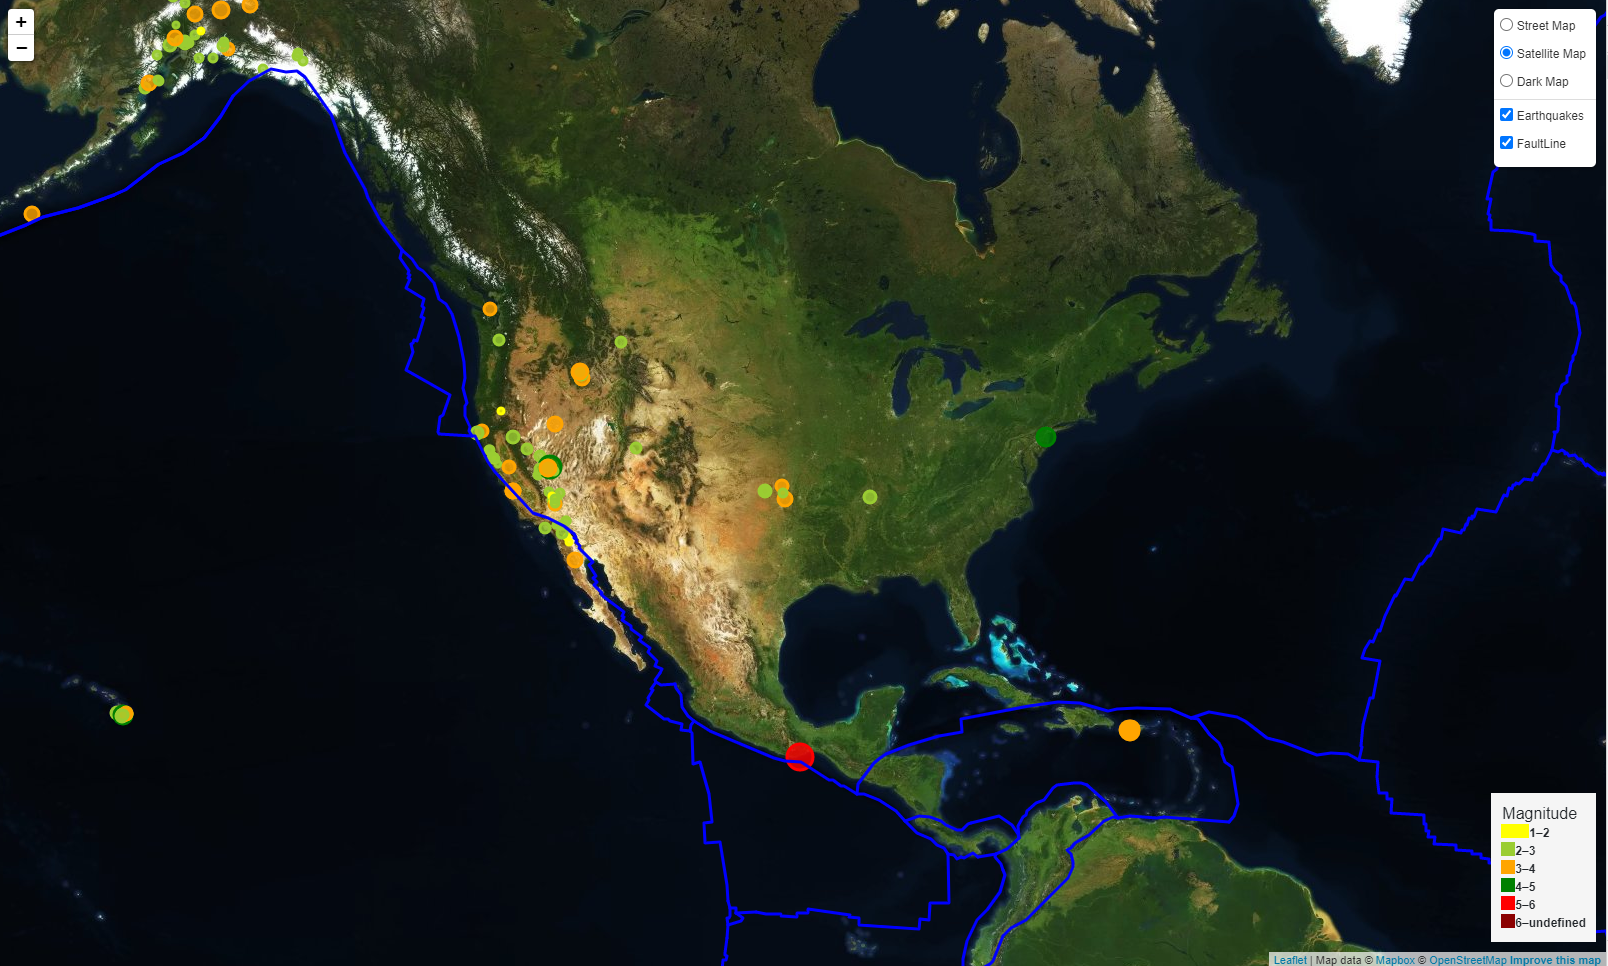 +
−
Street Map
Satellite Map
Dark Map
Earthquakes
FaultLine
Magnitude
1–2
2–3
3–4
4–5
5–6
6–undefined
Leaflet | Map data © Mapbox © OpenStreetMap Improve this map